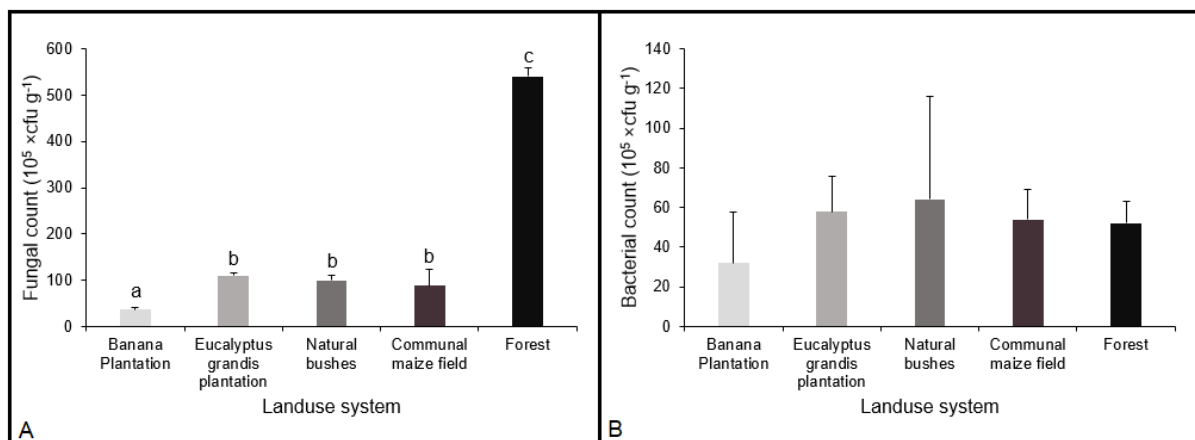 Fungal count (10⁵ ×cfu g⁻¹)
600
500
400
300
200
100
0
a
b
b
b
c
Banana
Plantation
Eucalyptus
grandis
plantation
Natural
bushes
Communal
maize field
Forest
Landuse system
A
Bacterial count (10⁵ ×cfu g⁻¹)
140
120
100
80
60
40
20
0
Banana
Plantation
Eucalyptus
grandis
plantation
Natural
bushes
Communal
maize field
Forest
Landuse system
B